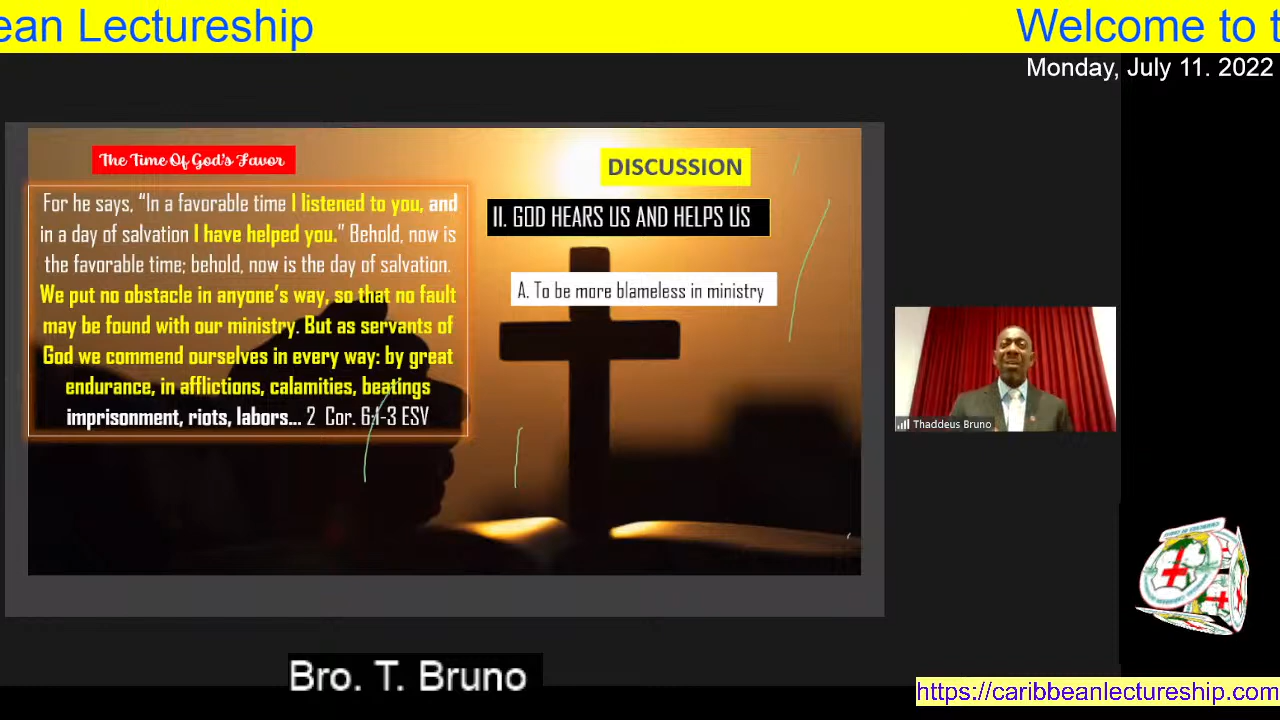 ean Lectureship
Welcome to t
Monday, July 11. 2022
The Time Of God's Favor
For he says, “In a favorable time I listened to you, and
in a day of salvation I have helped you.” Behold, now is
the favorable time; behold, now is the day of salvation.
We put no obstacle in anyone’s way, so that no fault
may be found with our ministry. But as servants of
God we commend ourselves in every way: by great
endurance, in afflictions, calamities, beatings
imprisonment, riots, labors... 2 Cor. 6:1-3 ESV
DISCUSSION
II. GOD HEARS US AND HELPS US
A. To be more blameless in ministry
Thaddeus Bruno
Bro. T. Bruno
https://caribbeanlectureship.com